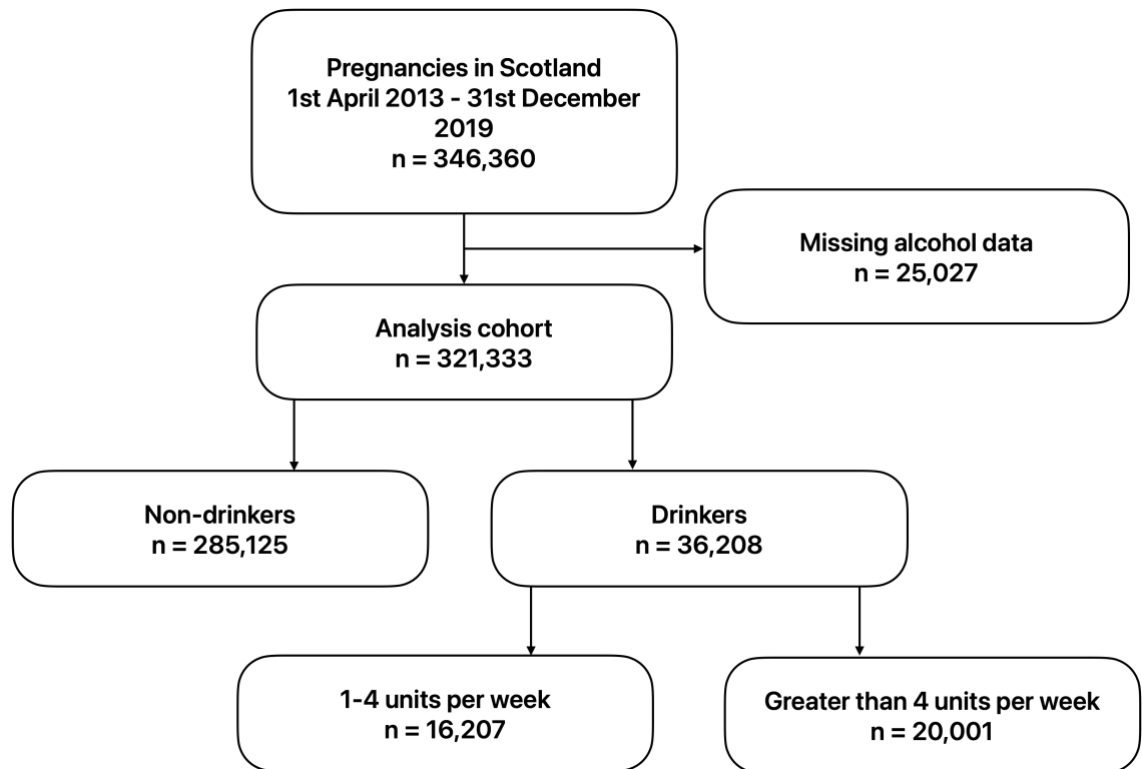 Pregnancies in Scotland
1st April 2013 - 31st December
2019
n = 346,360
Missing alcohol data
n = 25,027
Analysis cohort
n = 321,333
Non-drinkers
n = 285,125
Drinkers
n = 36,208
1-4 units per week
n = 16,207
Greater than 4 units per week
n = 20,001